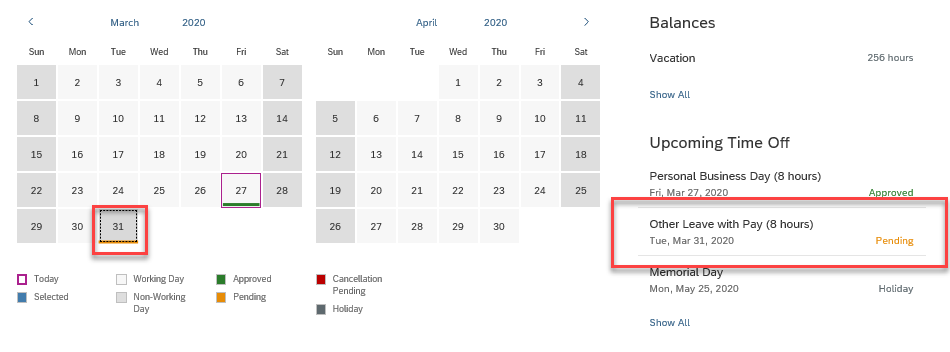 March 2020
Sun Mon Tue Wed Thu Fri Sat
1 2 3 4 5 6 7
8 9 10 11 12 13 14
15 16 17 18 19 20 21
22 23 24 25 26 27 28
29 30 31
April 2020
Sun Mon Tue Wed Thu Fri Sat
1 2 3 4
5 6 7 8 9 10 11
12 13 14 15 16 17 18
19 20 21 22 23 24 25
26 27 28 29 30
Today
Selected
Working Day
Non-Working
Day
Approved
Pending
Cancellation
Pending
Holiday
Balances
Vacation 256 hours
Show All
Upcoming Time Off
Personal Business Day (8 hours)
Fri, Mar 27, 2020 Approved
Other Leave with Pay (8 hours)
Tue, Mar 31, 2020 Pending
Memorial Day
Mon, May 25, 2020 Holiday
Show All